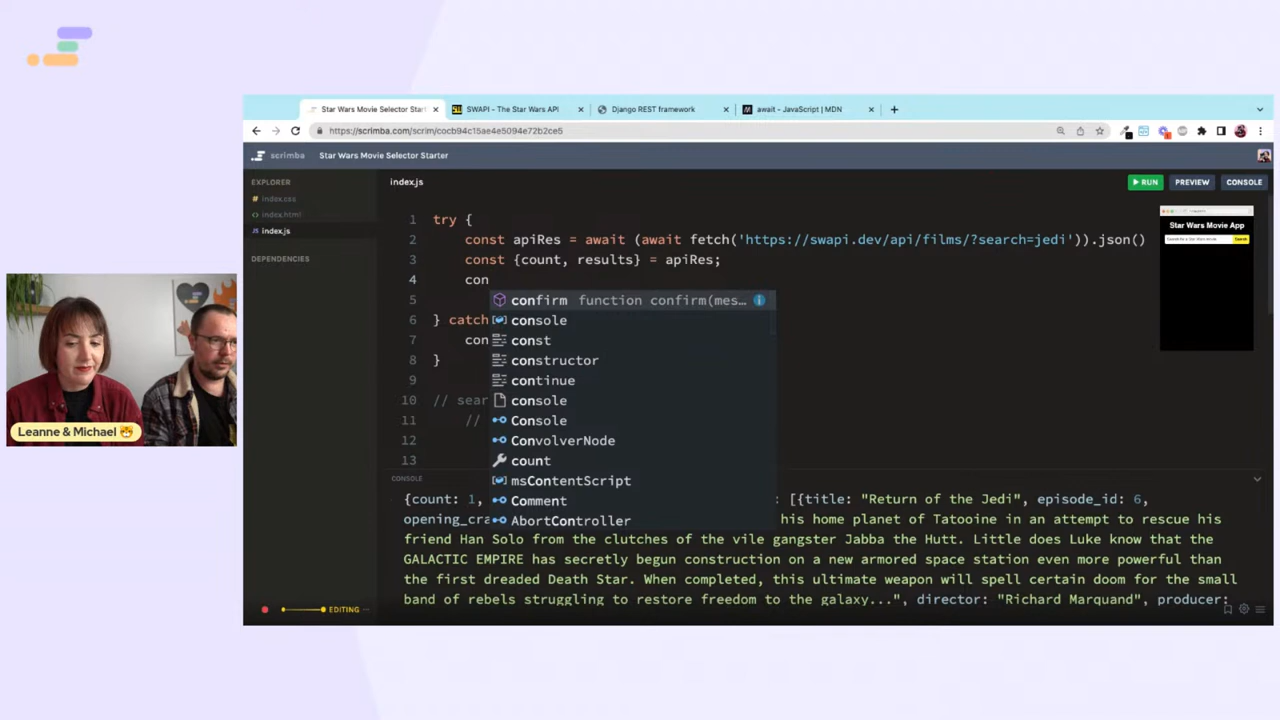 Star Wars Movie Selector Start
SWAPI - The Star Wars API
Django REST framework
await - JavaScript | MDN
https://scrimba.com/scrim/cocb94c15ae4e5094e72b2ce5
scrimba
Star Wars Movie Selector Starter
EXPLORER
index.css
index.html
index.js
DEPENDENCIES
index.js
RUN
PREVIEW
CONSOLE
1 try {
2 const apiRes = await (await fetch('https://swapi.dev/api/films/?search=jedi')).json()
3 const {count, results} = apiRes;
4 con
5
6 } catch
7 con
8 }
9
10 // sear
11 //
12
13
confirm function confirm(mes...
console
const
constructor
continue
console
Console
ConvolverNode
count
msContentScript
Comment
AbortController
Star Wars Movie App
Search
CONSOLE
{count: 1, : [{title: "Return of the Jedi", episode_id: 6,
opening_cra his home planet of Tatooine in an attempt to rescue his
friend Han Solo from the clutches of the vile gangster Jabba the Hutt. Little does Luke know that the
GALACTIC EMPIRE has secretly begun construction on a new armored space station even more powerful than
the first dreaded Death Star. When completed, this ultimate weapon will spell certain doom for the small
band of rebels struggling to restore freedom to the galaxy...", director: "Richard Marquand", producer:
EDITING
Leanne & Michael